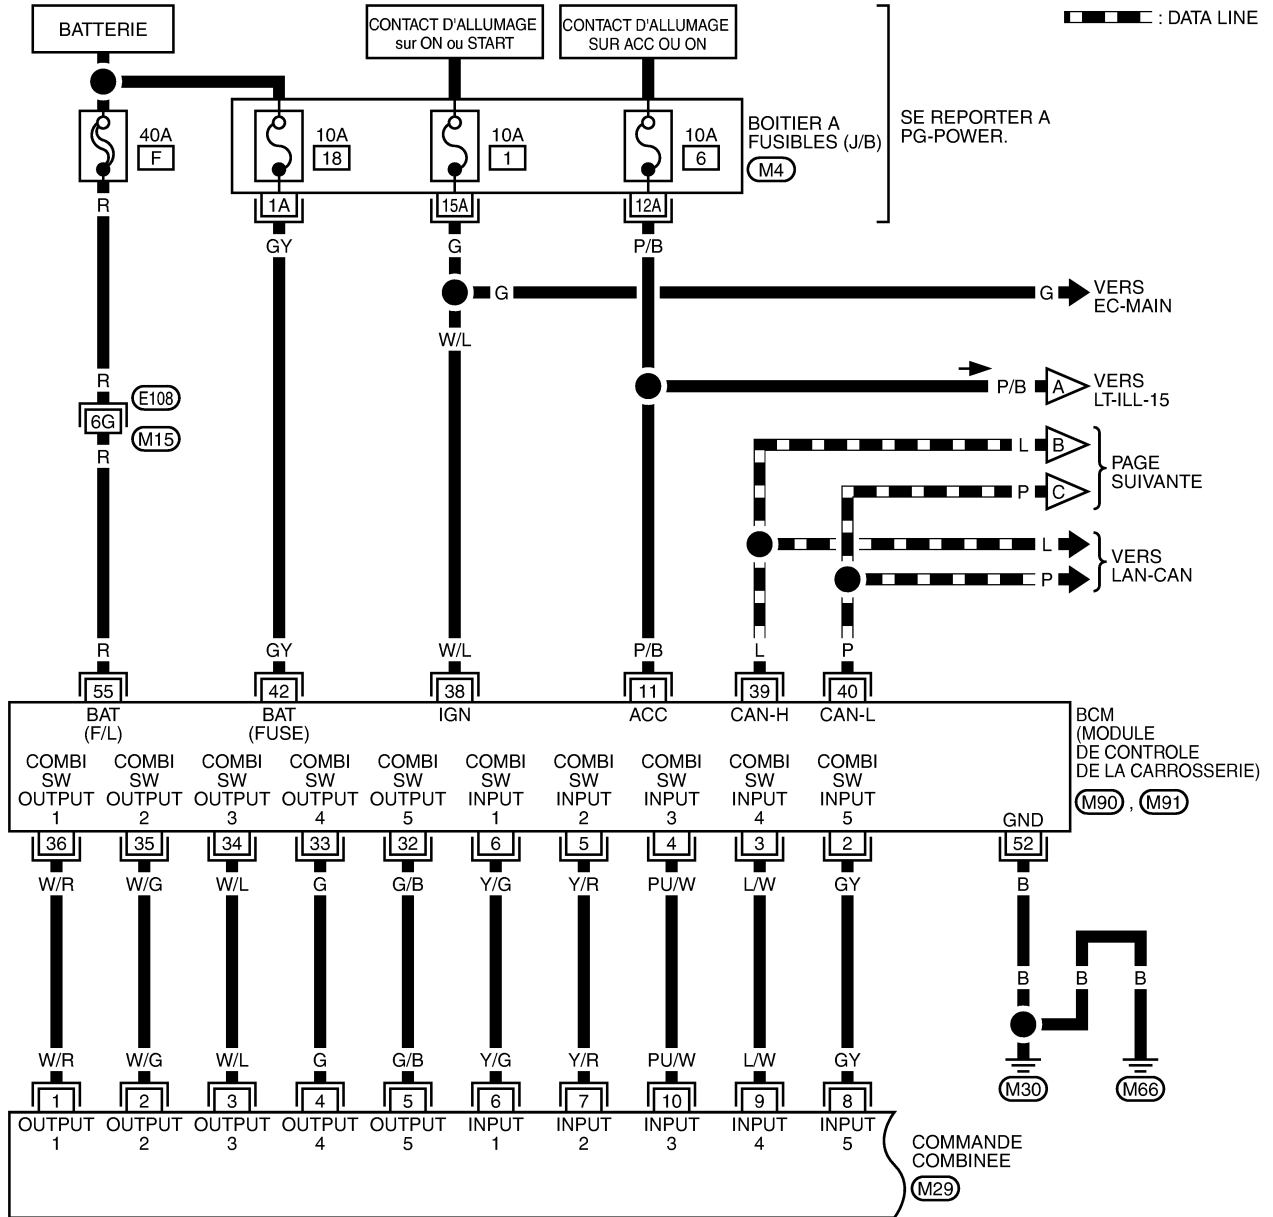 BATTERIE
CONTACT D'ALLUMAGE
sur ON ou START
CONTACT D'ALLUMAGE
SUR ACC OU ON
: DATA LINE
40A
F
10A
18
10A
1
10A
6
BOITIER A
FUSIBLES (J/B)
M4
SE REPORTER A
PG-POWER.
1A
15A
12A
R
GY
G
P/B
G
G
VERS
EC-MAIN
W/L
R
E108
6G
M15
R
P/B
A
VERS
LT-ILL-15
L
B
P
C
PAGE
SUIVANTE
L
P
VERS
LAN-CAN
R
GY
W/L
P/B
L
P
55
42
38
11
39
40
BAT
(F/L)
BAT
(FUSE)
IGN
ACC
CAN-H
CAN-L
BCM
(MODULE
DE CONTROLE
DE LA CARROSSERIE)
M90 , M91
COMBI
SW
OUTPUT
1
COMBI
SW
OUTPUT
2
COMBI
SW
OUTPUT
3
COMBI
SW
OUTPUT
4
COMBI
SW
OUTPUT
5
COMBI
SW
INPUT
1
COMBI
SW
INPUT
2
COMBI
SW
INPUT
3
COMBI
SW
INPUT
4
COMBI
SW
INPUT
5
GND
36
35
34
33
32
6
5
4
3
2
52
W/R
W/G
W/L
G
G/B
Y/G
Y/R
PU/W
L/W
GY
B
B
B
B
W/R
W/G
W/L
G
G/B
Y/G
Y/R
PU/W
L/W
GY
M30
M66
1
2
3
4
5
6
7
10
9
8
OUTPUT
1
OUTPUT
2
OUTPUT
3
OUTPUT
4
OUTPUT
5
INPUT
1
INPUT
2
INPUT
3
INPUT
4
INPUT
5
COMMANDE
COMBINEE
M29